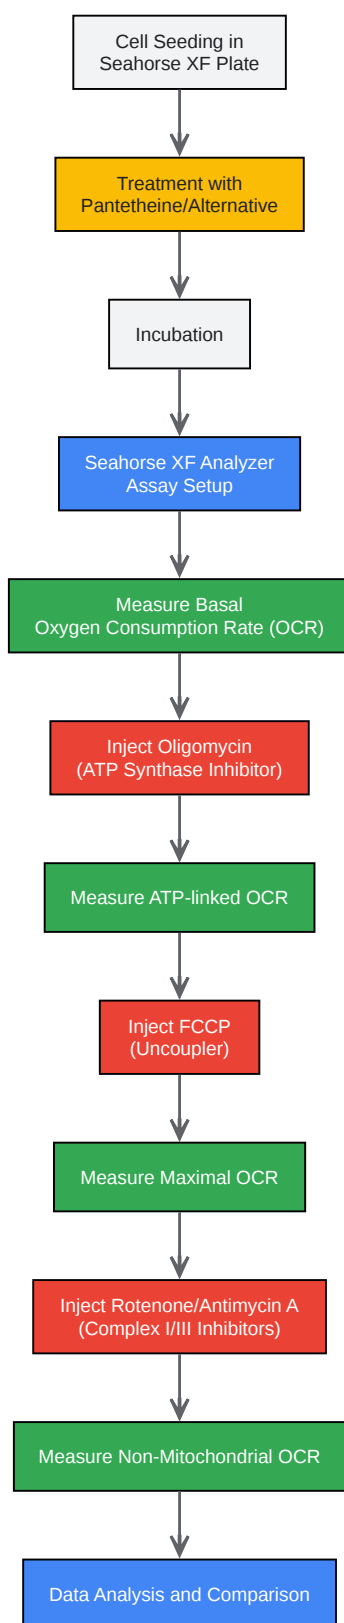 Cell Seeding in
Seahorse XF Plate
Treatment with
Pantetheine/Alternative
Incubation
Seahorse XF Analyzer
Assay Setup
Measure Basal
Oxygen Consumption Rate (OCR)
Inject Oligomycin
(ATP Synthase Inhibitor)
Measure ATP-linked OCR
Inject FCCP
(Uncoupler)
Measure Maximal OCR
Inject Rotenone/Antimycin A
(Complex I/III Inhibitors)
Measure Non-Mitochondrial OCR
Data Analysis and Comparison